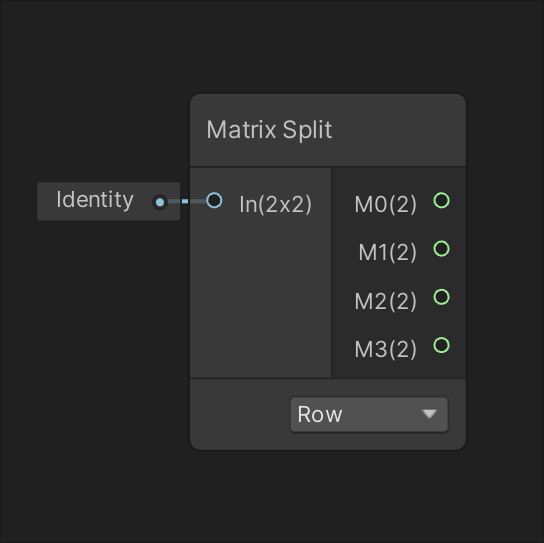 Matrix Split
Identity
In(2x2)
M0(2)
M1(2)
M2(2)
M3(2)
Row